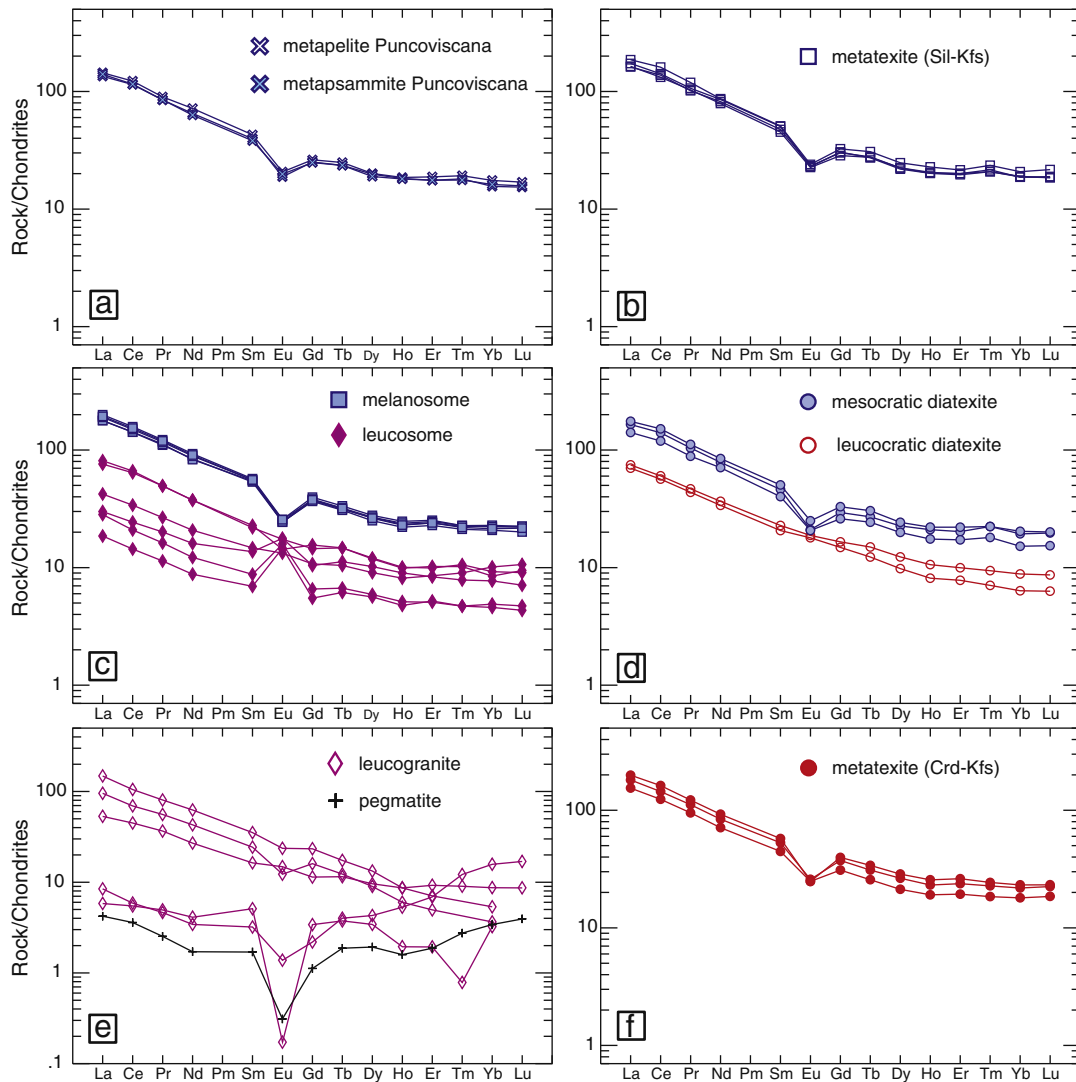 metapelite Puncoviscana
metapsammite Puncoviscana
Rock/Chondrites
100
10
1
a
La Ce Pr Nd Pm Sm Eu Gd Tb Dy Ho Er Tm Yb Lu
metatexite (Sil-Kfs)
100
10
1
b
La Ce Pr Nd Pm Sm Eu Gd Tb Dy Ho Er Tm Yb Lu
melanosome
leucosome
Rock/Chondrites
100
10
1
c
La Ce Pr Nd Pm Sm Eu Gd Tb Dy Ho Er Tm Yb Lu
mesocratic diatexite
leucocratic diatexite
100
10
1
d
La Ce Pr Nd Pm Sm Eu Gd Tb Dy Ho Er Tm Yb Lu
leucogranite
pegmatite
Rock/Chondrites
100
10
1
.1
e
La Ce Pr Nd Pm Sm Eu Gd Tb Dy Ho Er Tm Yb Lu
metatexite (Crd-Kfs)
100
10
1
f
La Ce Pr Nd Pm Sm Eu Gd Tb Dy Ho Er Tm Yb Lu